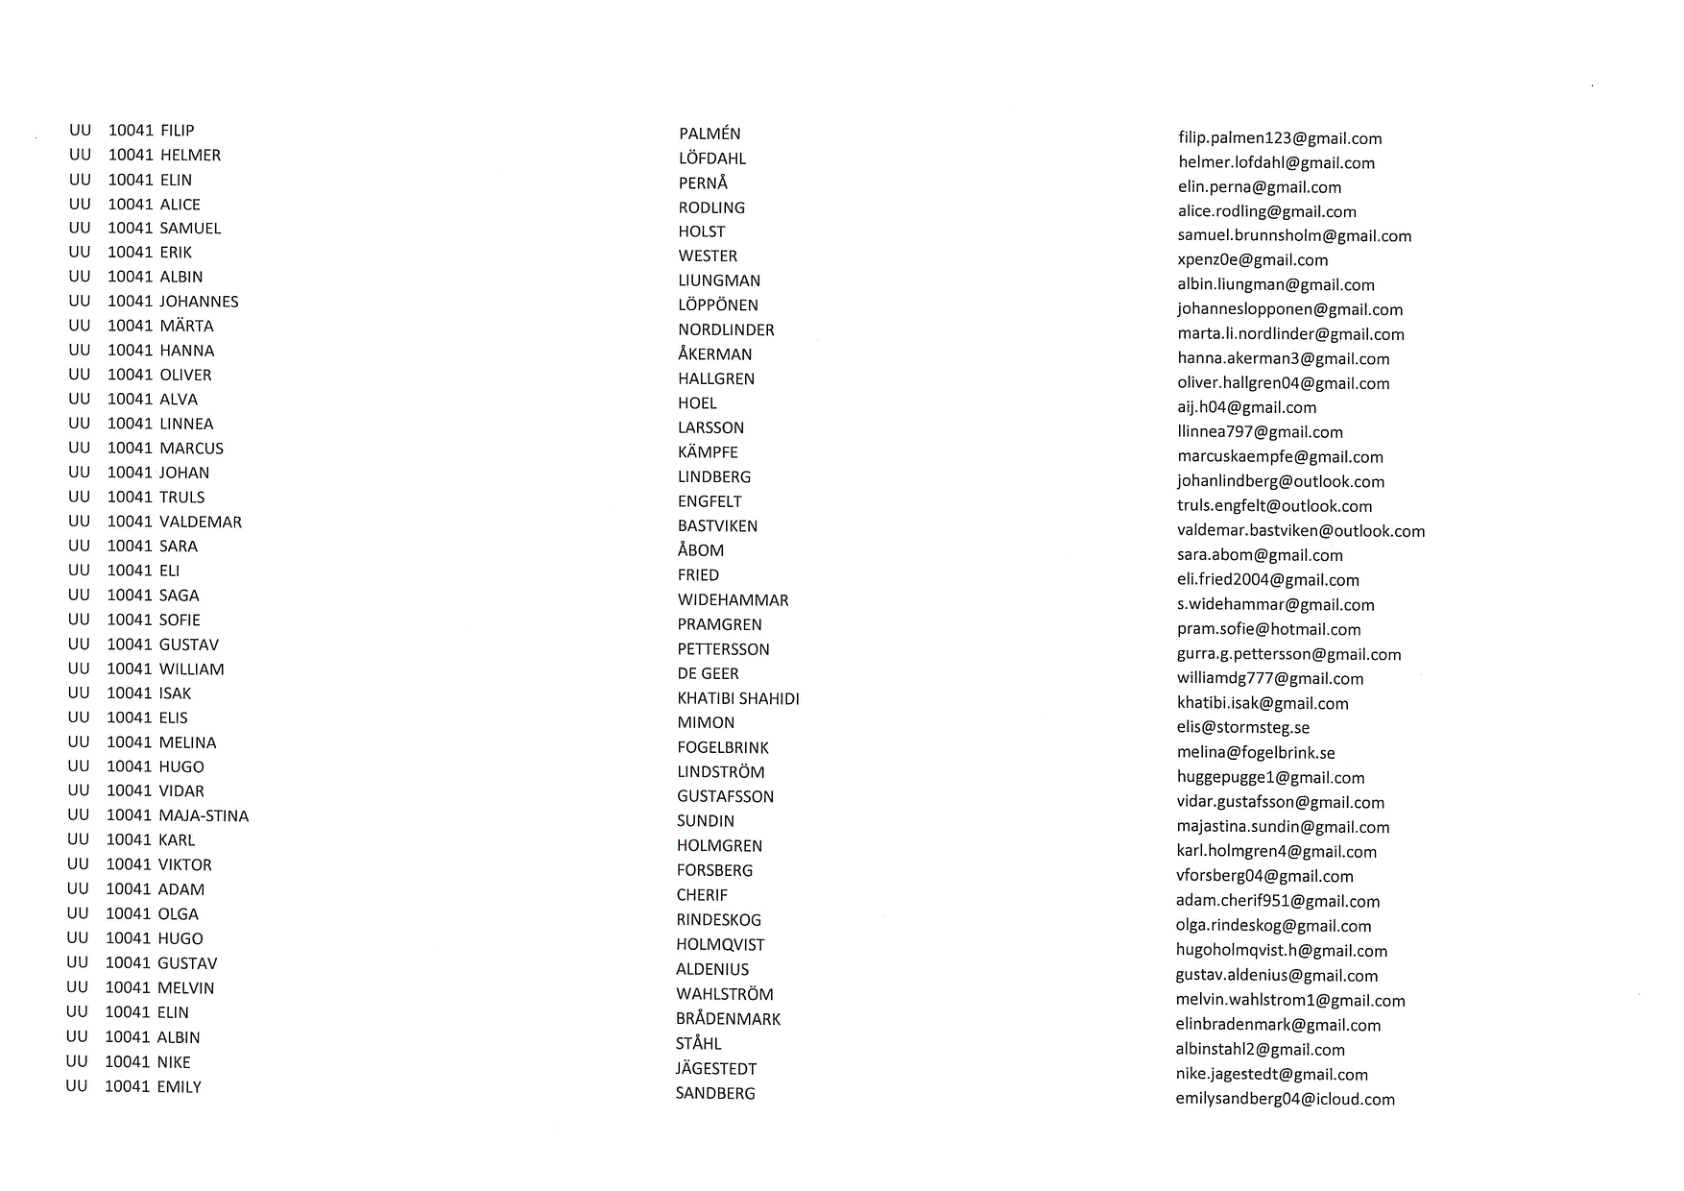 UU 10041 FILIP PALMÉN filip.palmen123@gmail.com
UU 10041 HELMER LÖFDAHL helmer.lofdahl@gmail.com
UU 10041 ELIN PERNÅ elin.perna@gmail.com
UU 10041 ALICE RODLING alice.rodling@gmail.com
UU 10041 SAMUEL HOLST samuel.brunnsholm@gmail.com
UU 10041 ERIK WESTER xpenz0e@gmail.com
UU 10041 ALBIN LIUNGMAN albin.liungman@gmail.com
UU 10041 JOHANNES LÖPPÖNEN johanneslopponen@gmail.com
UU 10041 MÄRTA NORDLINDER marta.li.nordlinder@gmail.com
UU 10041 HANNA ÅKERMAN hanna.akerman3@gmail.com
UU 10041 OLIVER HALLGREN oliver.hallgren04@gmail.com
UU 10041 ALVA HOEL aij.h04@gmail.com
UU 10041 LINNEA LARSSON llinnea797@gmail.com
UU 10041 MARCUS KÄMPFE marcuskaempfe@gmail.com
UU 10041 JOHAN LINDBERG johanlindberg@outlook.com
UU 10041 TRULS ENGFELT truls.engfelt@outlook.com
UU 10041 VALDEMAR BASTVIKEN valdemar.bastviken@outlook.com
UU 10041 SARA ÅBOM sara.abom@gmail.com
UU 10041 ELI FRIED eli.fried2004@gmail.com
UU 10041 SAGA WIDEHAMMAR s.widehammar@gmail.com
UU 10041 SOFIE PRAMGREN pram.sofie@hotmail.com
UU 10041 GUSTAV PETTERSSON gurra.g.pettersson@gmail.com
UU 10041 WILLIAM DE GEER williamdg777@gmail.com
UU 10041 ISAK KHATIBI SHAHIDI khatibi.isak@gmail.com
UU 10041 ELIS MIMON elis@stormsteg.se
UU 10041 MELINA FOGELBRINK melina@fogelbrink.se
UU 10041 HUGO LINDSTRÖM huggepugge1@gmail.com
UU 10041 VIDAR GUSTAFSSON vidar.gustafsson@gmail.com
UU 10041 MAJA-STINA SUNDIN majastina.sundin@gmail.com
UU 10041 KARL HOLMGREN karl.holmgren4@gmail.com
UU 10041 VIKTOR FORSBERG vforsberg04@gmail.com
UU 10041 ADAM CHERIF adam.cherif951@gmail.com
UU 10041 OLGA RINDESKOG olga.rindeskog@gmail.com
UU 10041 HUGO HOLMQVIST hugoholmqvist.h@gmail.com
UU 10041 GUSTAV ALDENIUS gustav.aldenius@gmail.com
UU 10041 MELVIN WAHLSTRÖM melvin.wahlstrom1@gmail.com
UU 10041 ELIN BRÅDENMARK elinbradenmark@gmail.com
UU 10041 ALBIN STÅHL albinstahl2@gmail.com
UU 10041 NIKE JÄGESTEDT nike.jagestedt@gmail.com
UU 10041 EMILY SANDBERG emilysandberg04@icloud.com